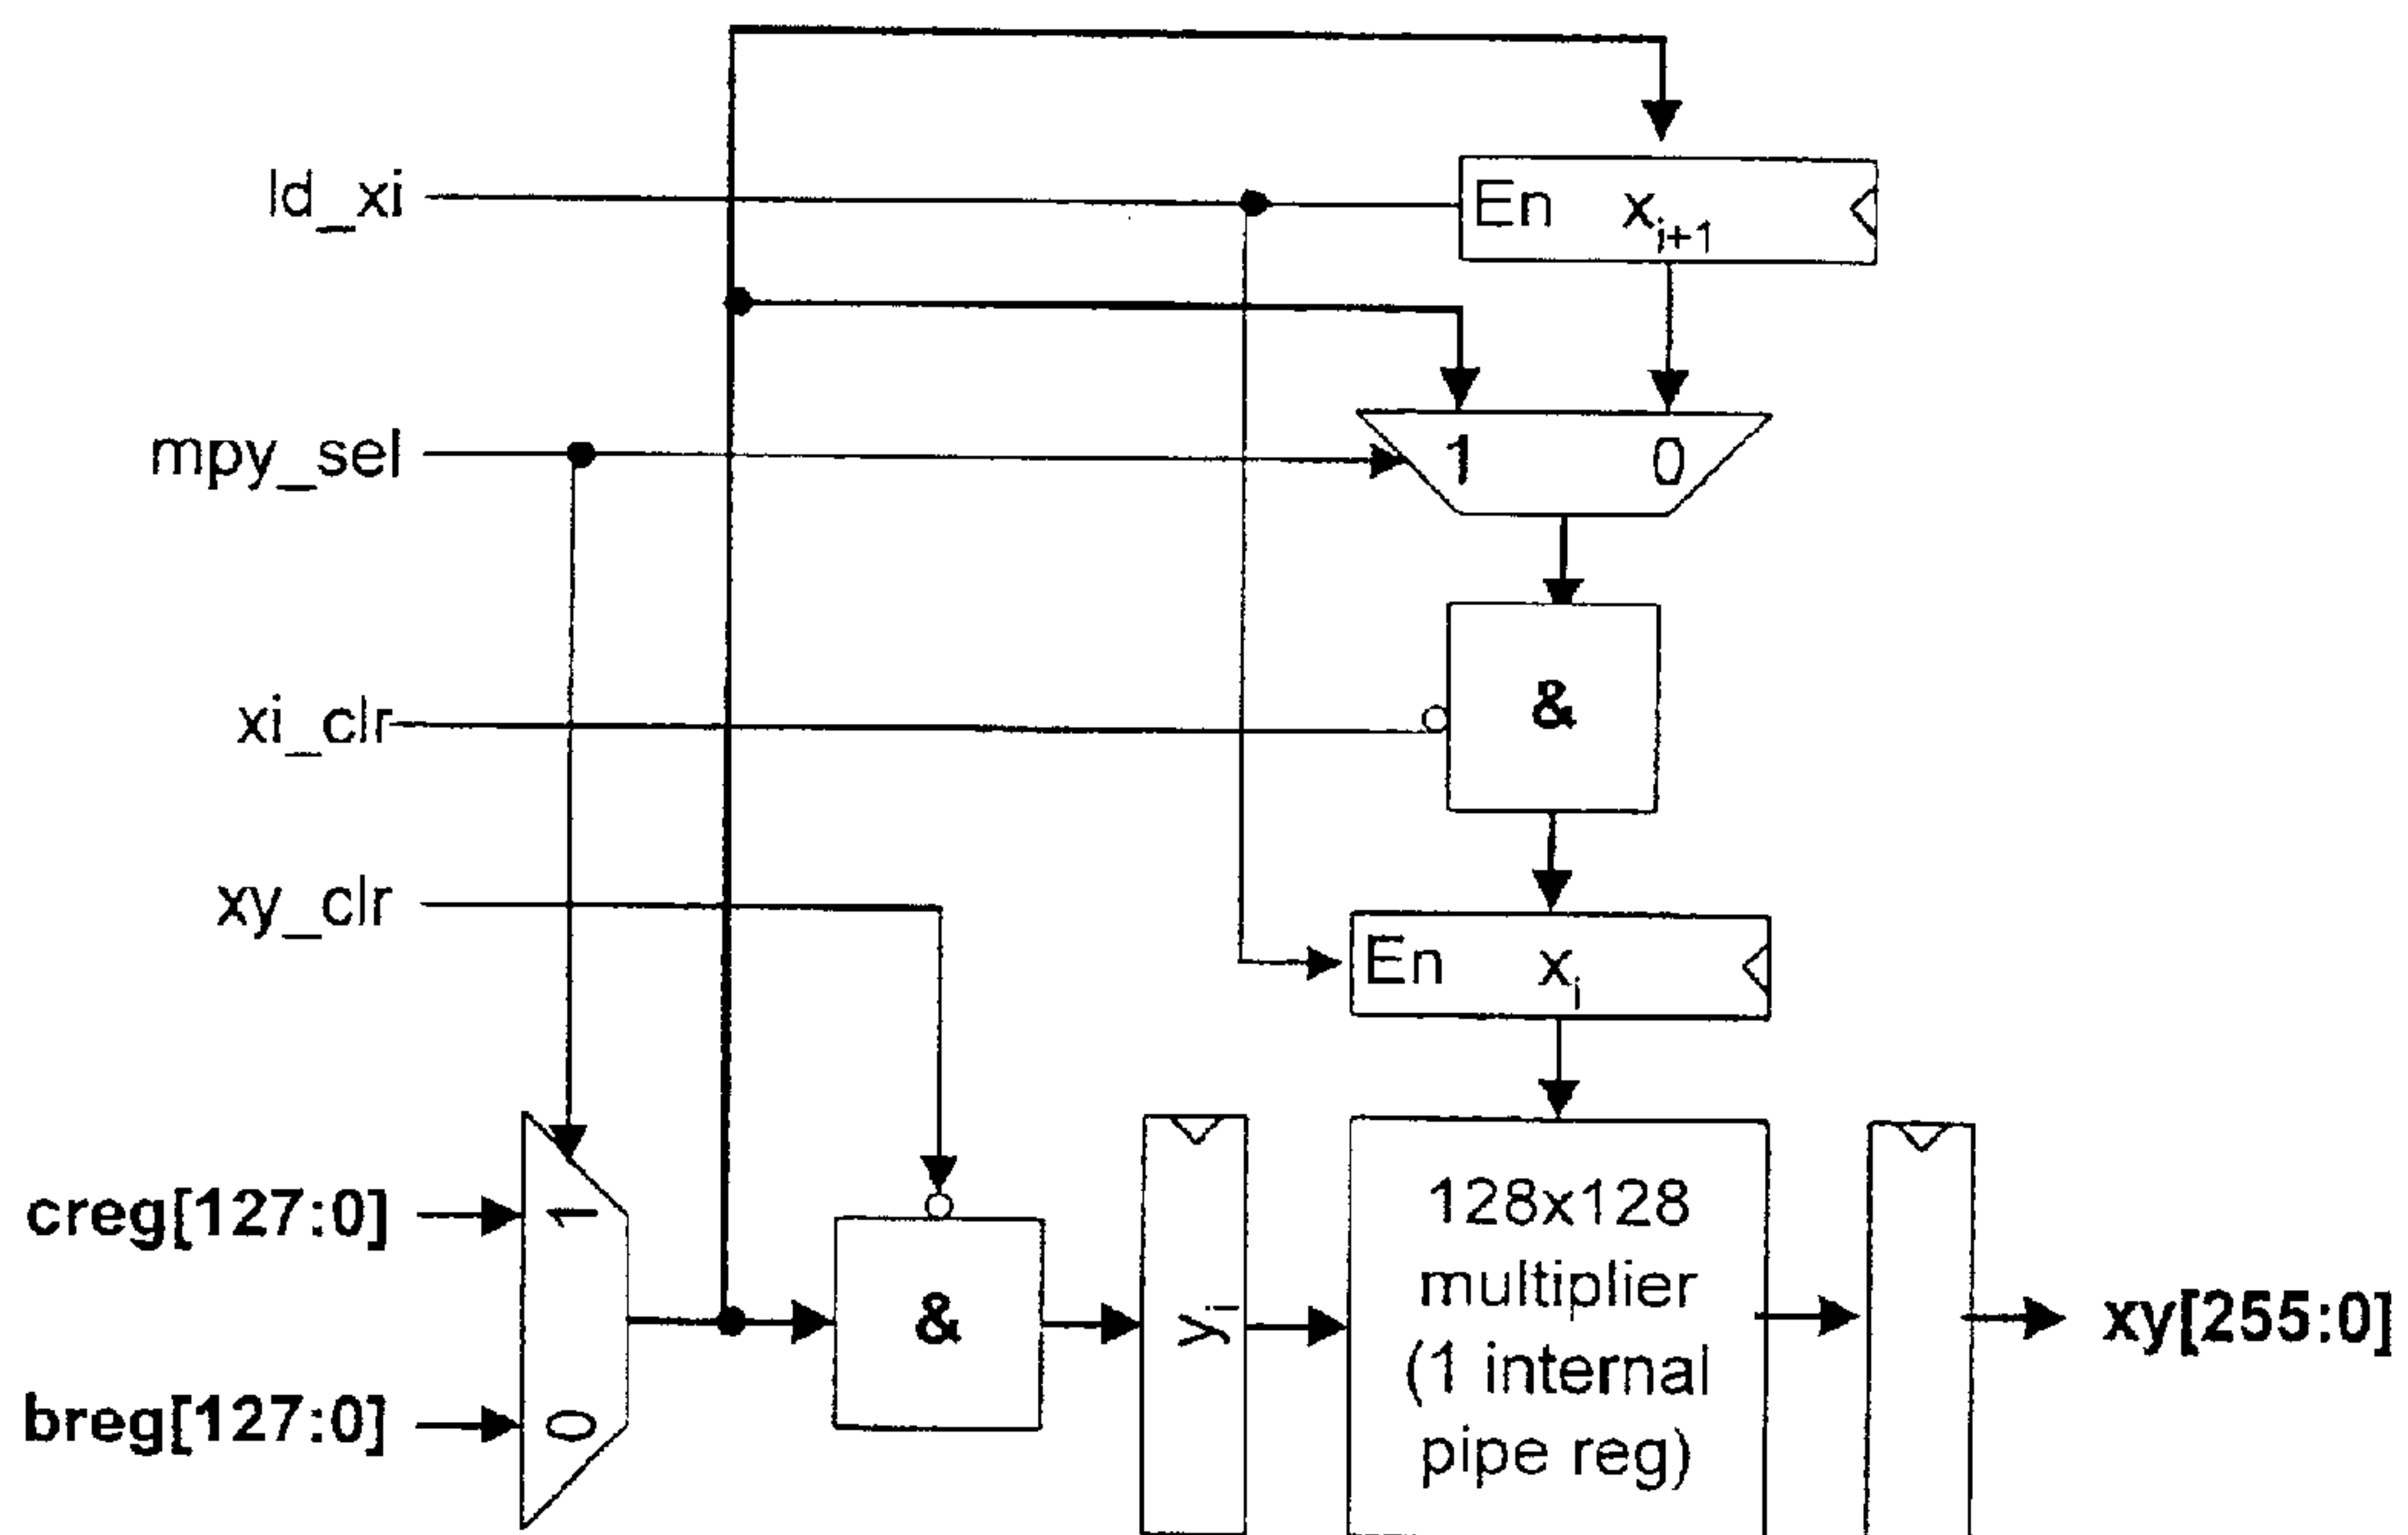 ld_xi
En x_{i+1}
mpy_sel
1 0
xi_clr
&
xy_clr
En x_i
creg[127:0]
1
breg[127:0]
0
&
y_i
128x128
multiplier
(1 internal
pipe reg)
xy[255:0]